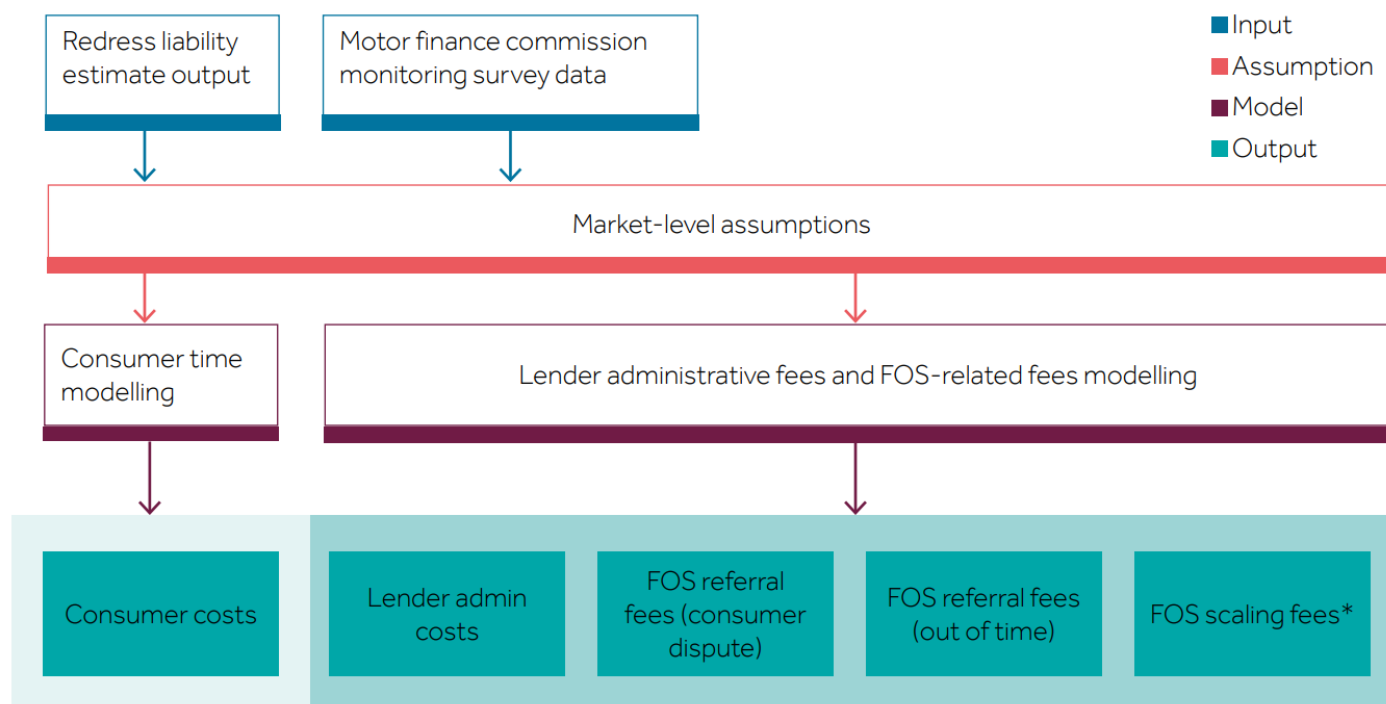 Redress liability
estimate output
Motor finance commission
monitoring survey data
Input
Assumption
Model
Output
Market-level assumptions
Consumer time
modelling
Lender administrative fees and FOS-related fees modelling
Consumer costs
Lender admin
costs
FOS referral
fees (consumer
dispute)
FOS referral fees
(out of time)
FOS scaling fees*